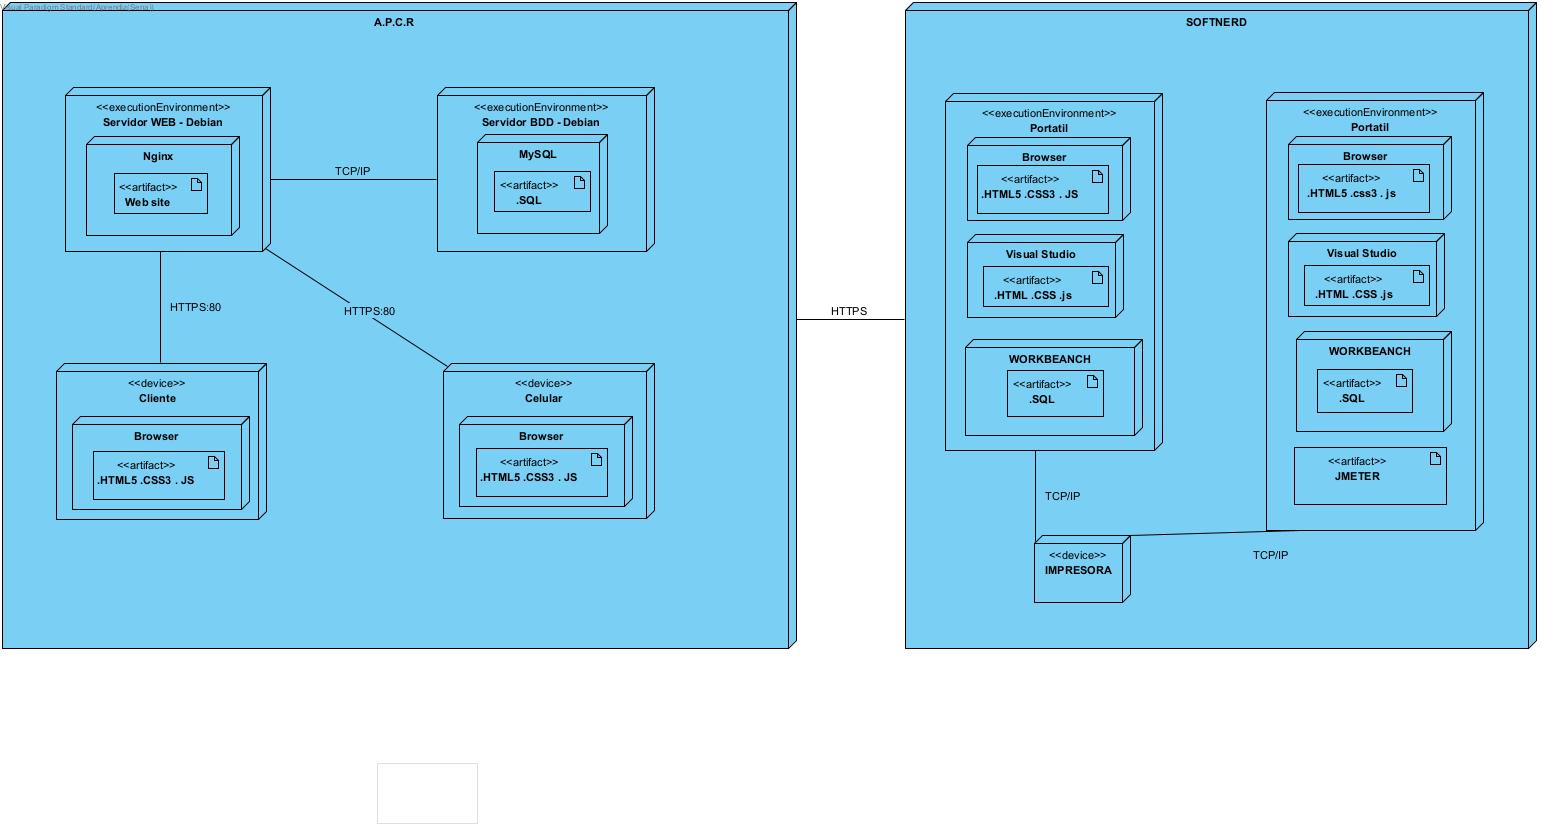 Visual Paradigm Standard(Aprendiz(Sena))
A.P.C.R
<<executionEnvironment>>
Servidor WEB - Debian
Nginx
<<artifact>>
Web site
TCP/IP
<<executionEnvironment>>
Servidor BDD - Debian
MySQL
<<artifact>>
.SQL
HTTPS:80
HTTPS:80
<<device>>
Cliente
Browser
<<artifact>>
.HTML5 .CSS3 . JS
<<device>>
Celular
Browser
<<artifact>>
.HTML5 .CSS3 . JS
HTTPS
SOFTNERD
<<executionEnvironment>>
Portatil
Browser
<<artifact>>
.HTML5 .CSS3 . JS
Visual Studio
<<artifact>>
.HTML .CSS .js
WORKBEANCH
<<artifact>>
.SQL
<<executionEnvironment>>
Portatil
Browser
<<artifact>>
.HTML5 .css3 . js
Visual Studio
<<artifact>>
.HTML .CSS .js
WORKBEANCH
<<artifact>>
.SQL
<<artifact>>
JMETER
TCP/IP
<<device>>
IMPRESORA
TCP/IP